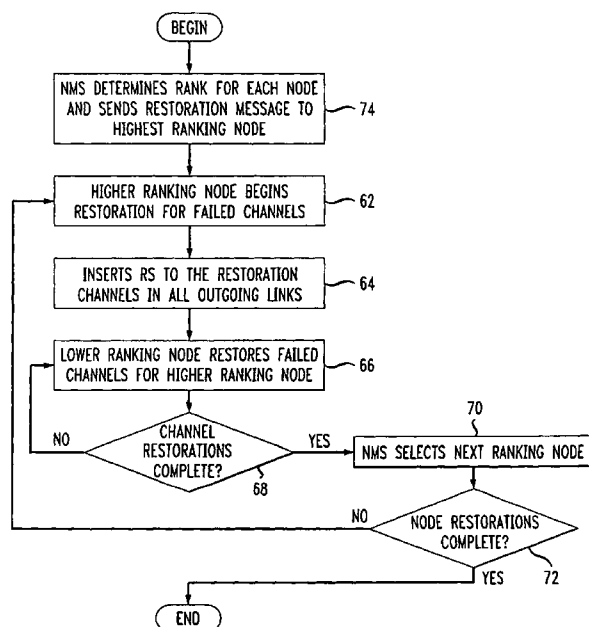 BEGIN
NMS DETERMINES RANK FOR EACH NODE
AND SENDS RESTORATION MESSAGE TO
HIGHEST RANKING NODE
74
HIGHER RANKING NODE BEGINS
RESTORATION FOR FAILED CHANNELS
62
INSERTS RS TO THE RESTORATION
CHANNELS IN ALL OUTGOING LINKS
64
LOWER RANKING NODE RESTORES FAILED
CHANNELS FOR HIGHER RANKING NODE
66
CHANNEL
RESTORATIONS
COMPLETE?
NO
YES
68
70
NMS SELECTS NEXT RANKING NODE
NODE RESTORATIONS
COMPLETE?
NO
72
YES
END